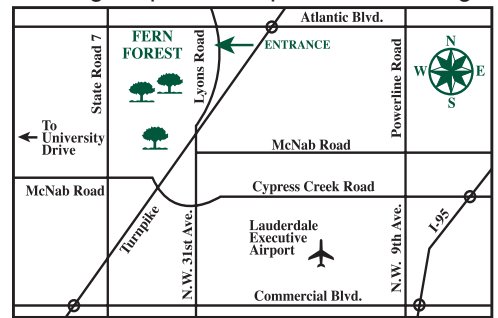 Atlantic Blvd.
FERN
FOREST
ENTRANCE
State Road 7
Lyons Road
Powerline Road
N
W
E
S
To
University
Drive
McNab Road
McNab Road
Cypress Creek Road
Turnpike
N.W. 31st Ave.
Lauderdale
Executive
Airport
N.W. 9th Ave.
I-95
Commercial Blvd.